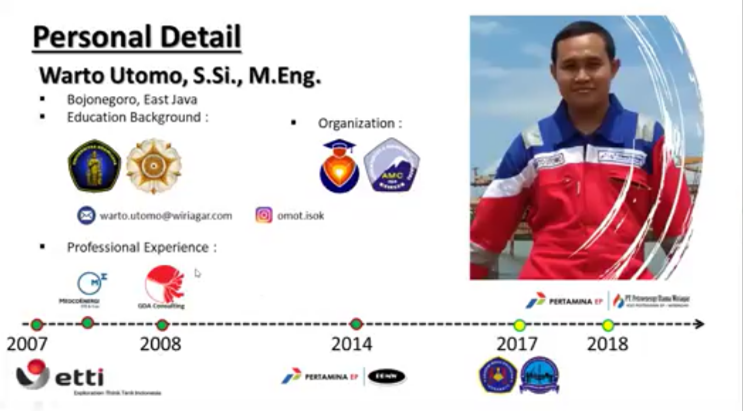 Personal Detail
Warto Utomo, S.Si., M.Eng.
Bojonegoro, East Java
Education Background :
Organization :
AMC
warto.utomo@wiriagar.com
omot.isok
Professional Experience :
MEDCOENERGI
GDA Consulting
PERTAMINA EP
PT. Petroenergy Utama Wiriagar
2007
2008
2014
2017
2018
etti
Exploration Think Tank Indonesia
PERTAMINA EP